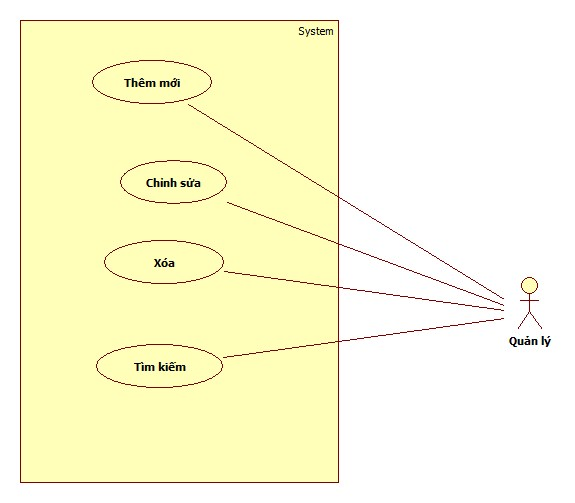 System
Thêm mới
Chỉnh sửa
Xóa
Tìm kiếm
Quản lý